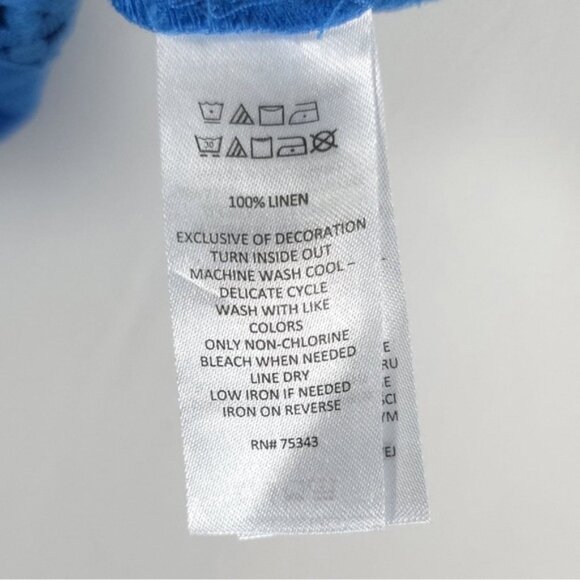 30
100% LINEN
EXCLUSIVE OF DECORATION
TURN INSIDE OUT
MACHINE WASH COOL –
DELICATE CYCLE
WASH WITH LIKE
COLORS
ONLY NON-CHLORINE
BLEACH WHEN NEEDED
LINE DRY
LOW IRON IF NEEDED
IRON ON REVERSE
RN# 75343